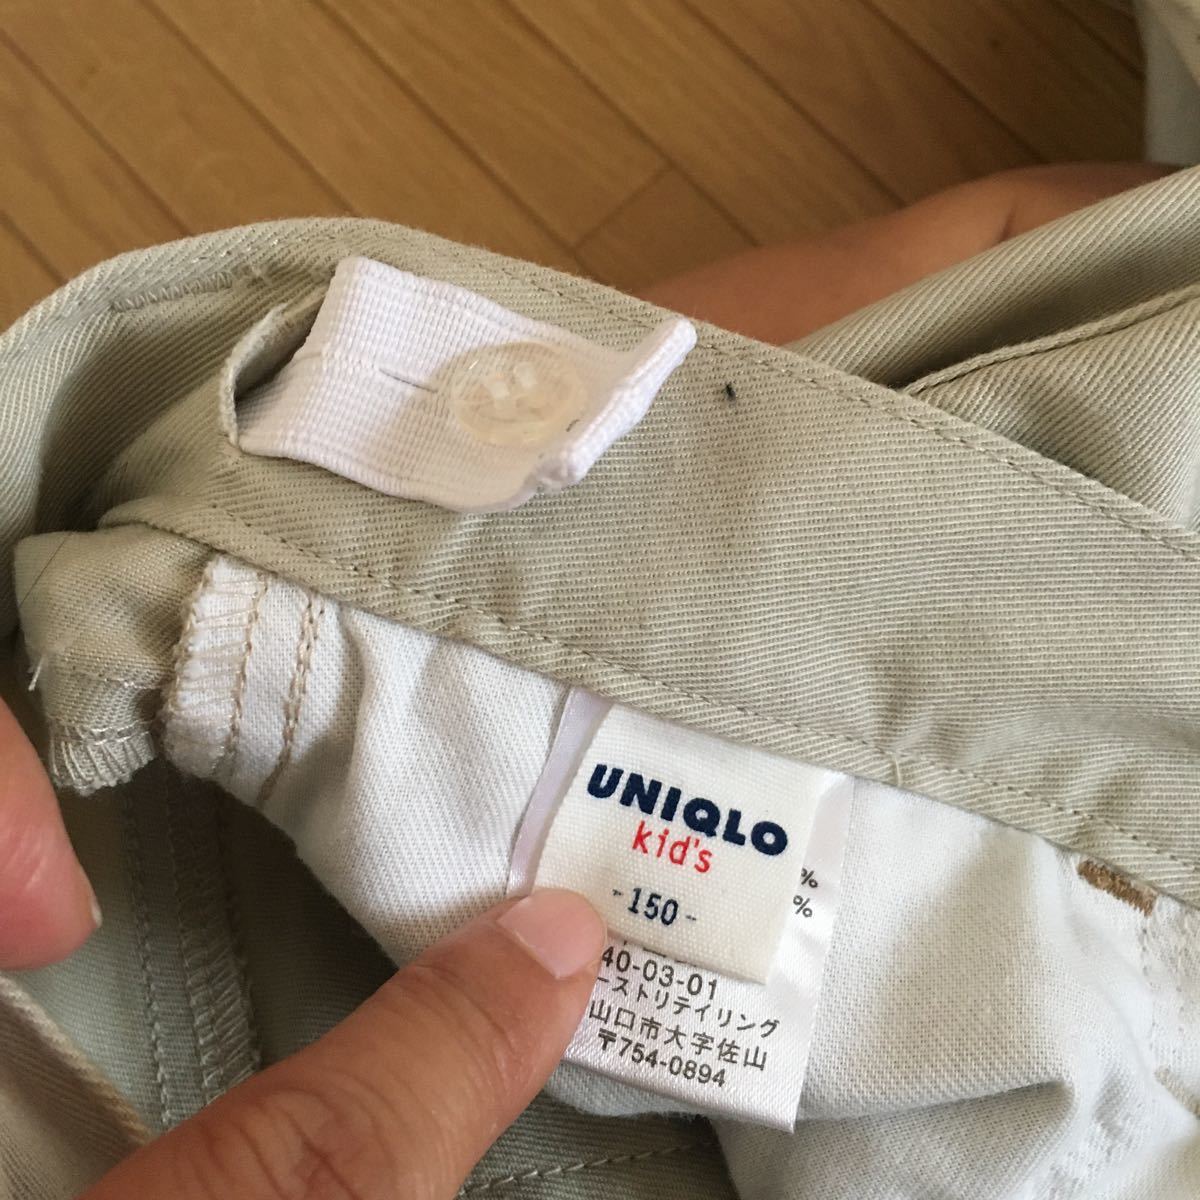 UNIQLO
kid's
-150-
%
%
40-03-01
ーストリテイリング
山口市大字佐山
〒754-0894